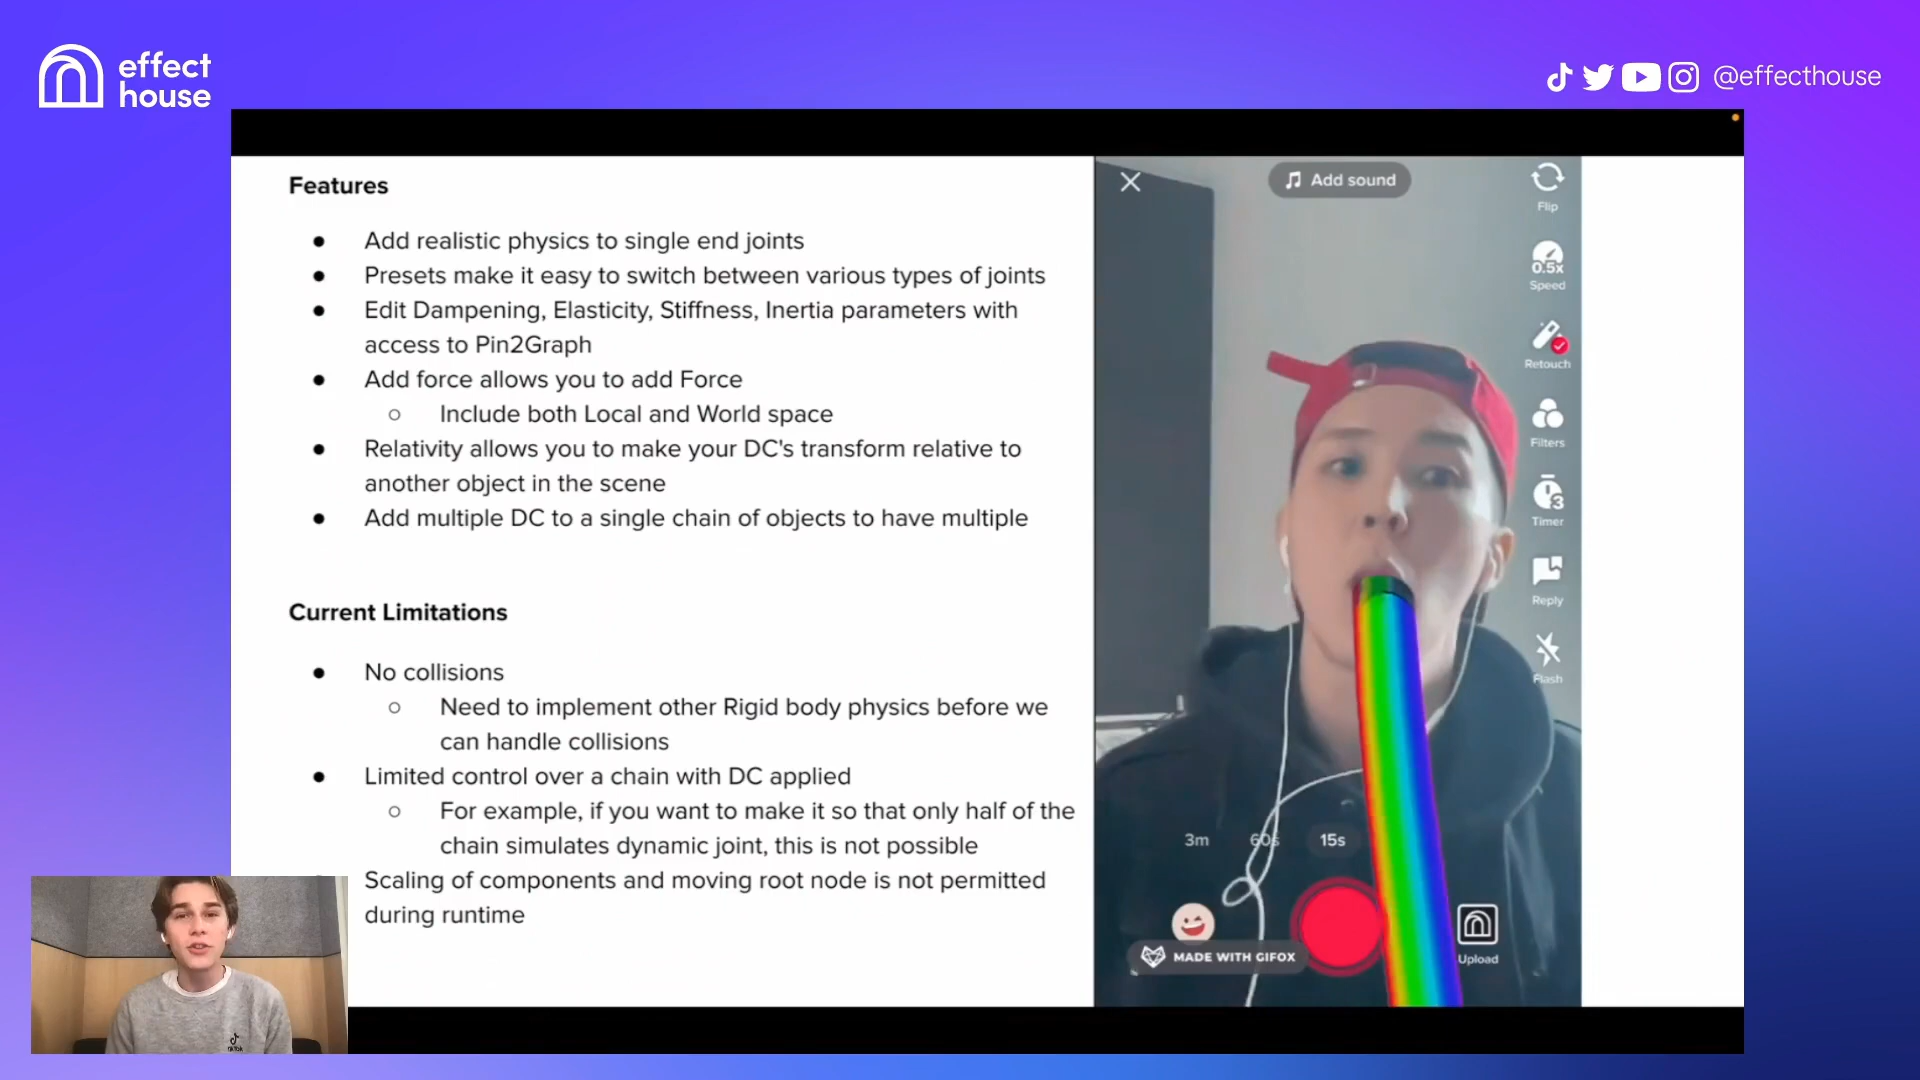 effect
house
@effecthouse
Features
● Add realistic physics to single end joints
● Presets make it easy to switch between various types of joints
● Edit Dampening, Elasticity, Stiffness, Inertia parameters with
access to Pin2Graph
● Add force allows you to add Force
○ Include both Local and World space
● Relativity allows you to make your DC's transform relative to
another object in the scene
● Add multiple DC to a single chain of objects to have multiple
Current Limitations
● No collisions
○ Need to implement other Rigid body physics before we
can handle collisions
● Limited control over a chain with DC applied
○ For example, if you want to make it so that only half of the
chain simulates dynamic joint, this is not possible
Scaling of components and moving root node is not permitted
during runtime
Add sound
Flip
0.5x
Speed
Retouch
Filters
3
Timer
Reply
Flash
3m 60s 15s
Upload
MADE WITH GIFOX
TikTok